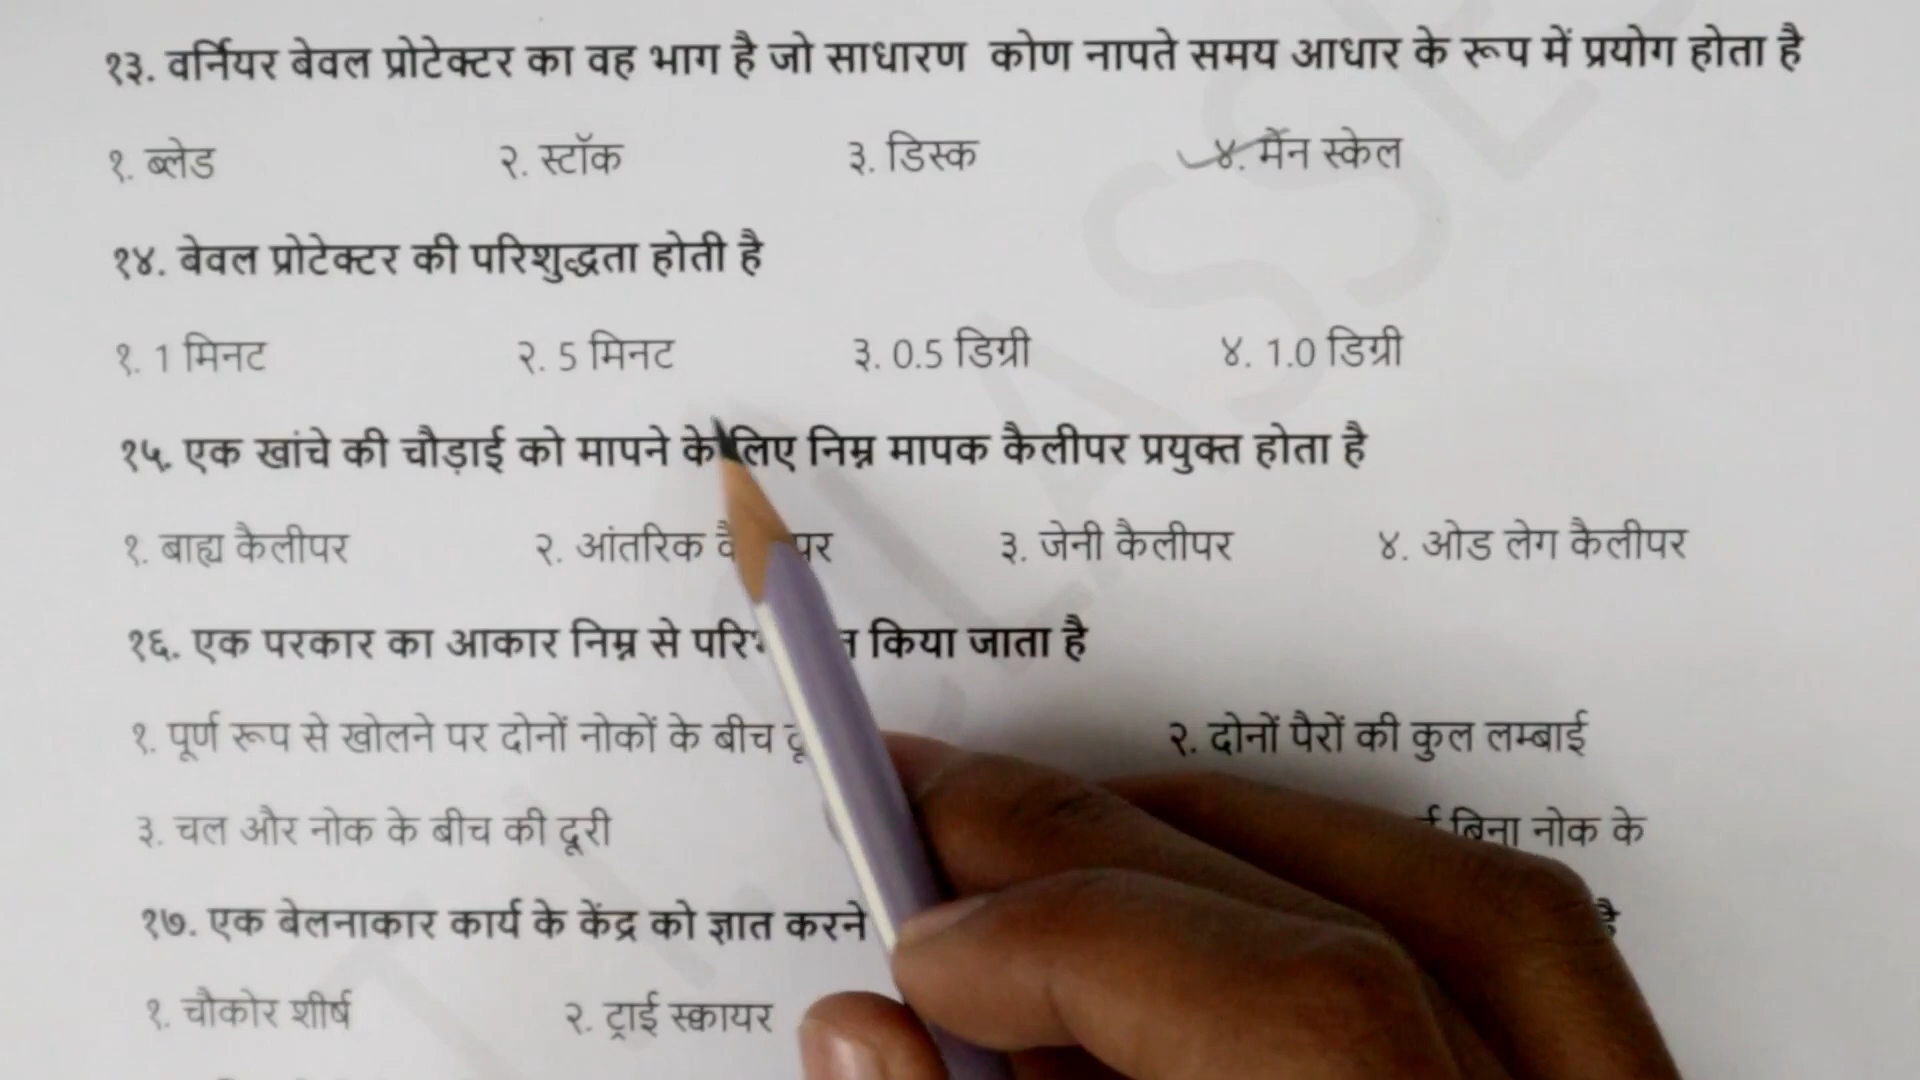 १३. वर्नियर बेवल प्रोटेक्टर का वह भाग है जो साधारण कोण नापते समय आधार के रूप में प्रयोग होता है
१. ब्लेड २. स्टॉक ३. डिस्क ४. मैंन स्केल
१४. बेवल प्रोटेक्टर की परिशुद्धता होती है
१. 1 मिनट २. 5 मिनट ३. 0.5 डिग्री ४. 1.0 डिग्री
१५. एक खांचे की चौड़ाई को मापने के लिए निम्न मापक कैलीपर प्रयुक्त होता है
१. बाह्य कैलीपर २. आंतरिक ३. जेनी कैलीपर ४. ओड लेग कैलीपर
१६. एक परकार का आकार निम्न से किया जाता है
१. पूर्ण रूप से खोलने पर दोनों नोकों के बीच २. दोनों पैरों की कुल लम्बाई
३. चल और नोक के बीच की दूरी बिना नोक के
१७. एक बेलनाकार कार्य के केंद्र को ज्ञात करने है
१. चौकोर शीर्ष २. ट्राई स्क्वायर